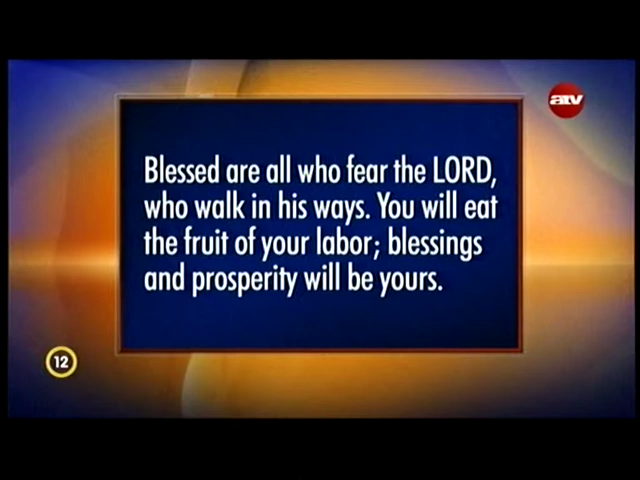 atv
Blessed are all who fear the LORD,
who walk in his ways. You will eat
the fruit of your labor; blessings
and prosperity will be yours.
12